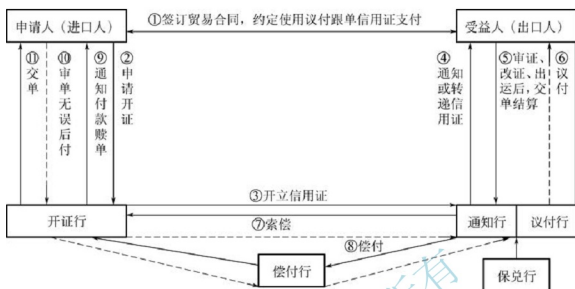 ①签订贸易合同，约定使用议付跟单信用证支付
申请人（进口人）
受益人（出口人）
⑪交单
⑩审单无误后付
⑨通知付款赎单
②申请开证
④通知或转递信用证
⑤审证、改证、出运后，交单结算
⑥议付
③开立信用证
开证行
⑦索偿
通知行
议付行
⑧偿付
偿付行
保兑行
所有